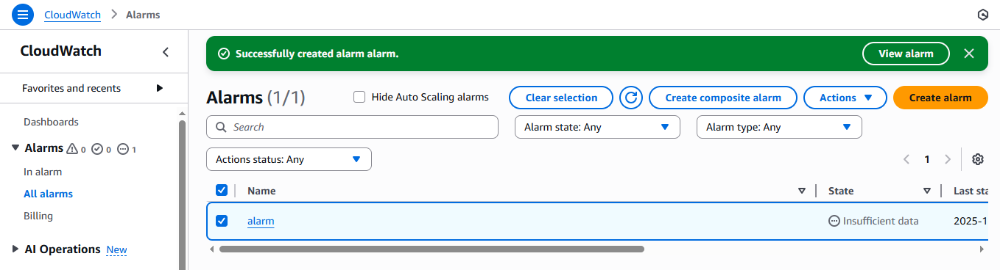 CloudWatch Alarms
CloudWatch
Favorites and recents
Dashboards
Alarms 0 0 1
In alarm
All alarms
Billing
AI Operations New
Successfully created alarm alarm. View alarm
Alarms (1/1) Hide Auto Scaling alarms Clear selection Create composite alarm Actions Create alarm
Search Alarm state: Any Alarm type: Any
Actions status: Any 1
Name State Last sta
alarm Insufficient data 2025-1